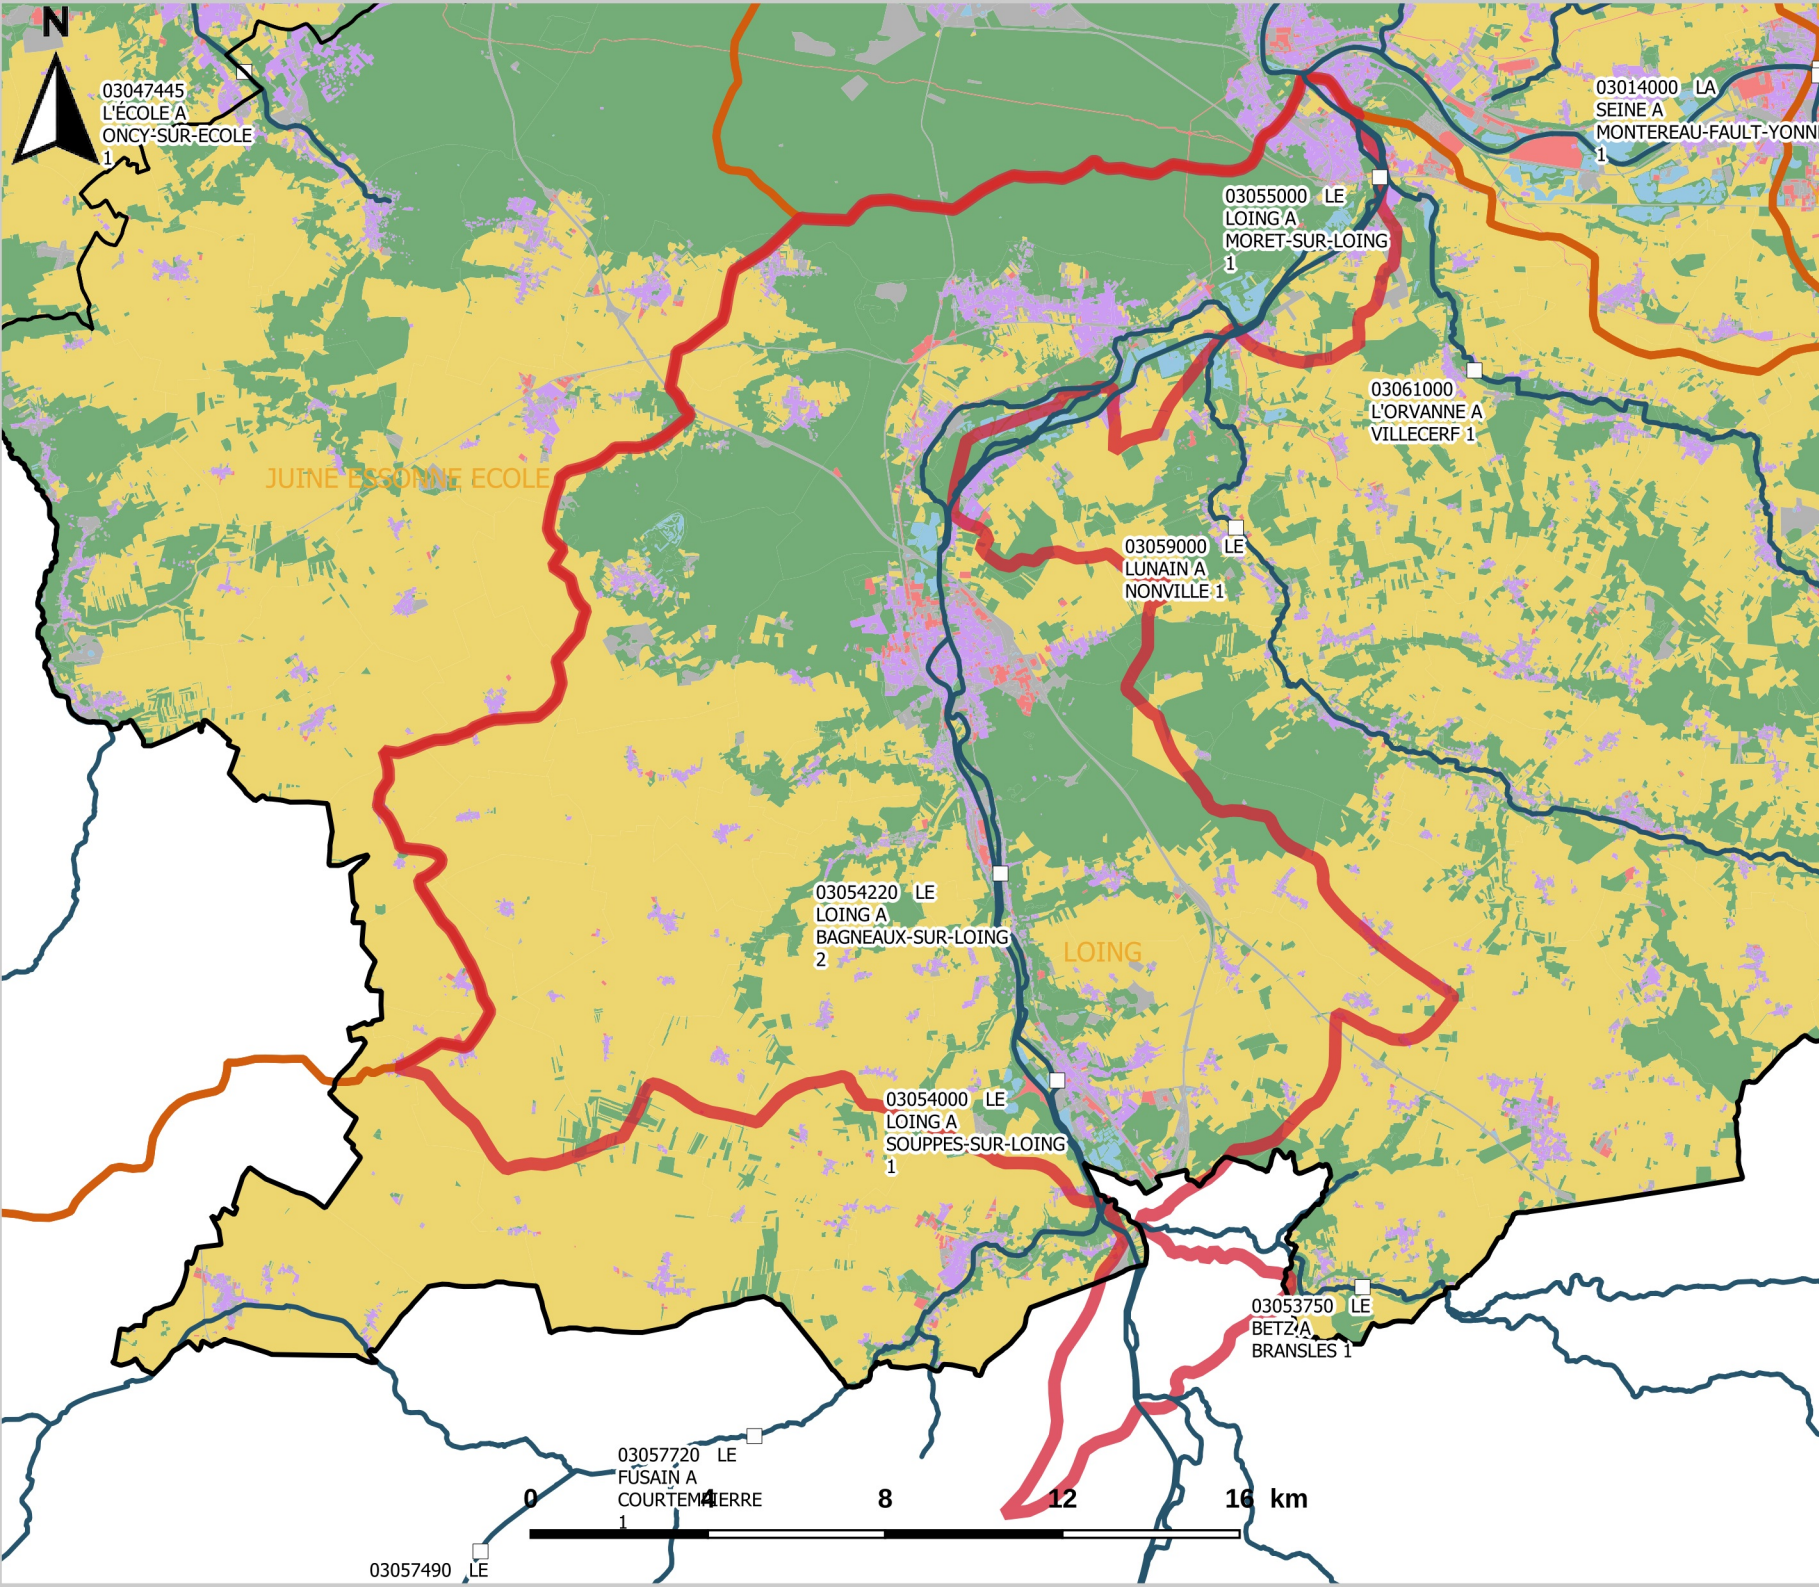 N
03047445
L'ÉCOLE A
ONCY-SUR-ECOLE
1
03014000 LA
SEINE A
MONTEREAU-FAULT-YONN
1
03055000 LE
LOING A
MORET-SUR-LOING
1
03061000
L'ORVANNE A
VILLECERF 1
JUINE ESSONNE ECOLE
03059000 LE
LUNAIN A
NONVILLE 1
03054220 LE
LOING A
BAGNEAUX-SUR-LOING
2
LOING
03054000 LE
LOING A
SOUPPES-SUR-LOING
1
03053750 LE
BETZ A
BRANSLES 1
03057720 LE
FUSAIN A
COURTEMPIERRE
1
0 4 8 12 16 km
03057490 LE